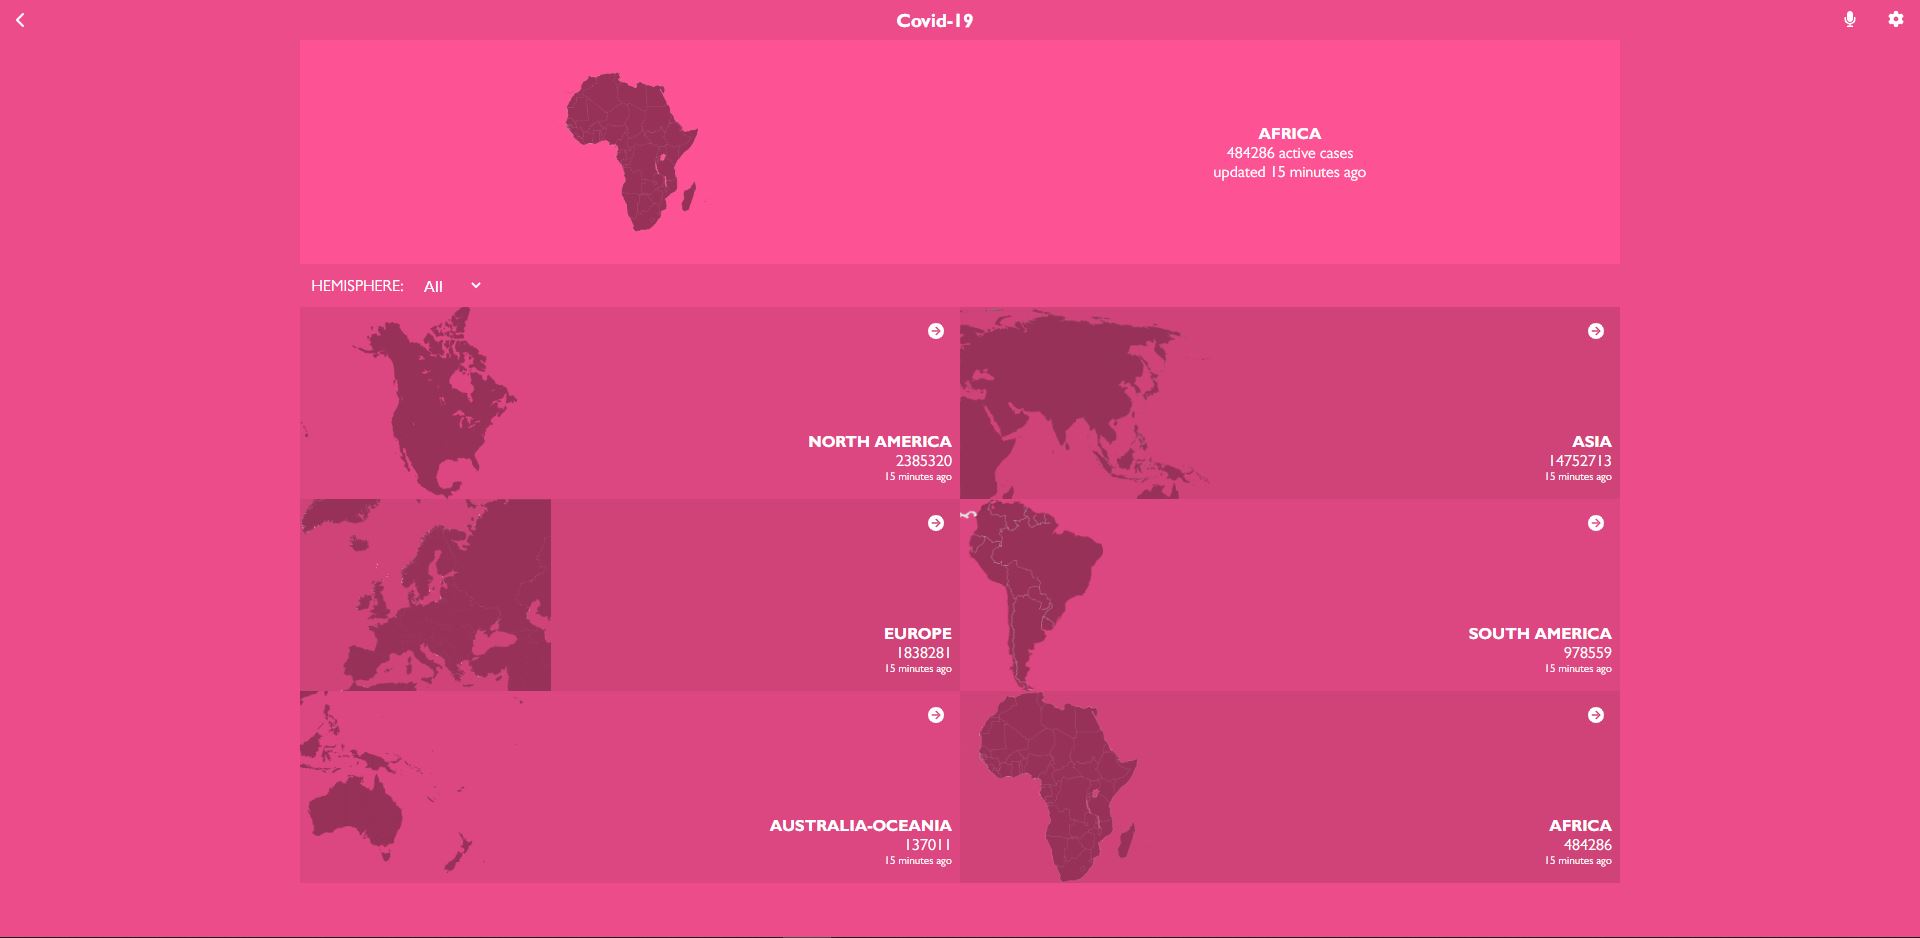 Covid-19
AFRICA
484286 active cases
updated 15 minutes ago
HEMISPHERE: All
NORTH AMERICA
2385320
15 minutes ago
ASIA
14752713
15 minutes ago
EUROPE
1838281
15 minutes ago
SOUTH AMERICA
978559
15 minutes ago
AUSTRALIA-OCEANIA
137011
15 minutes ago
AFRICA
484286
15 minutes ago